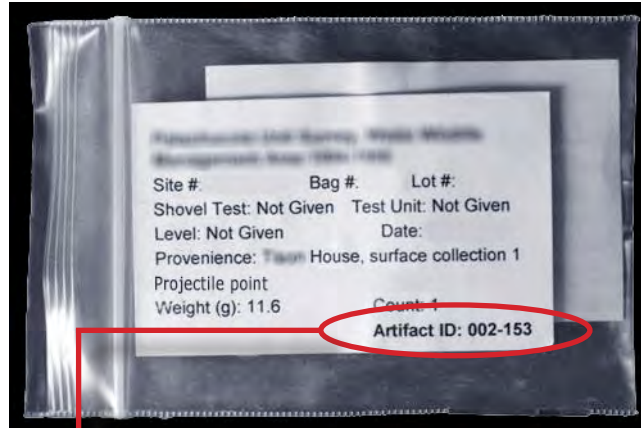 Site #: Bag #: Lot #:
Shovel Test: Not Given Test Unit: Not Given
Level: Not Given Date:
Provenience: House, surface collection 1
Projectile point
Weight (g): 11.6 Count: 1
Artifact ID: 002-153